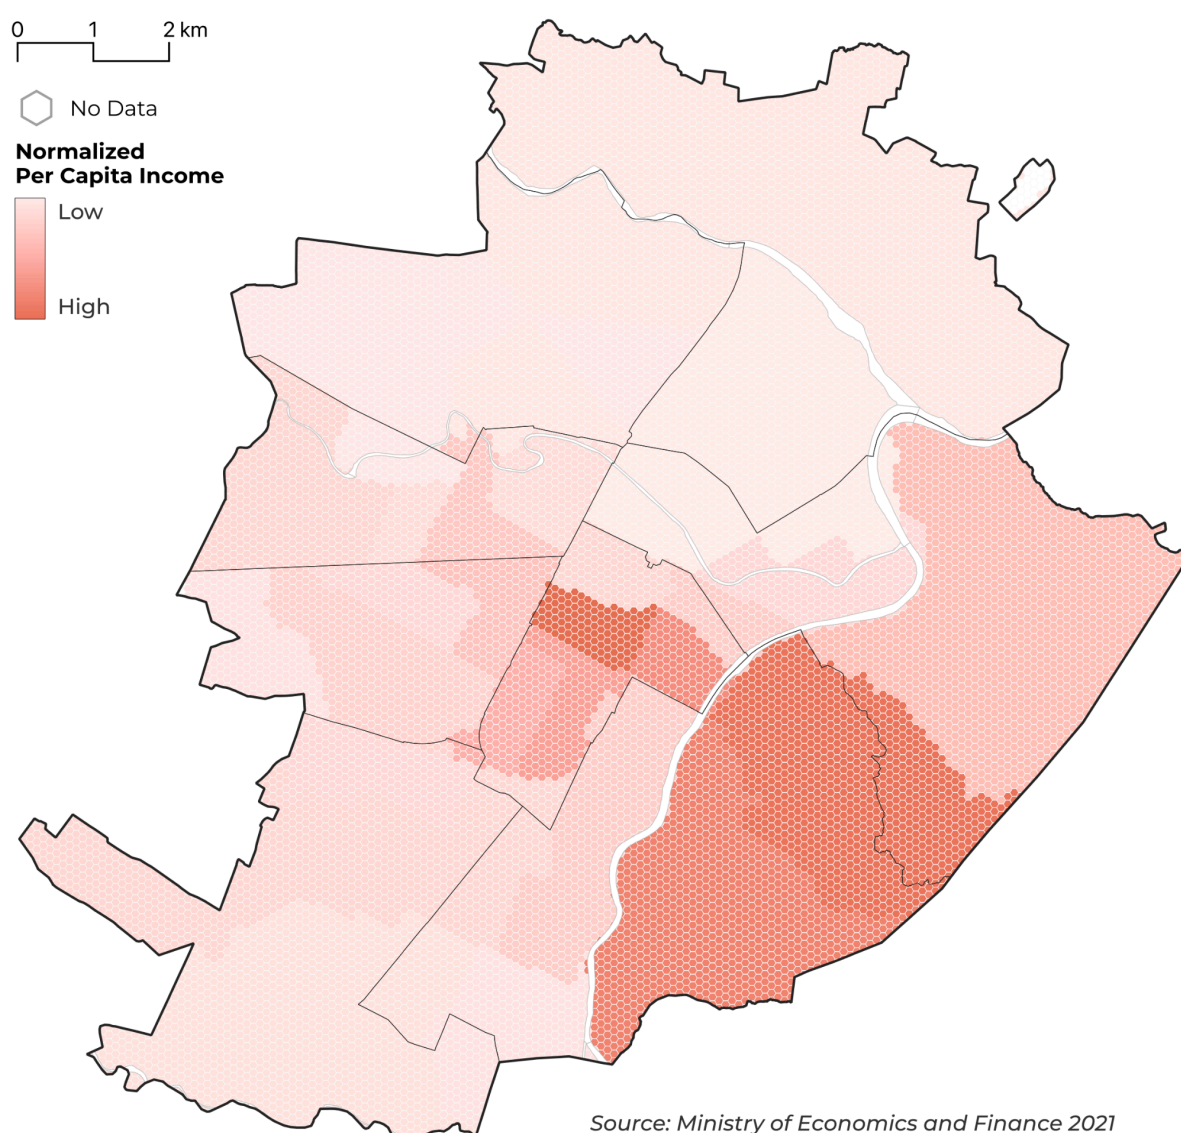 0 1 2 km
No Data
Normalized
Per Capita Income
Low
High
Source: Ministry of Economics and Finance 2021